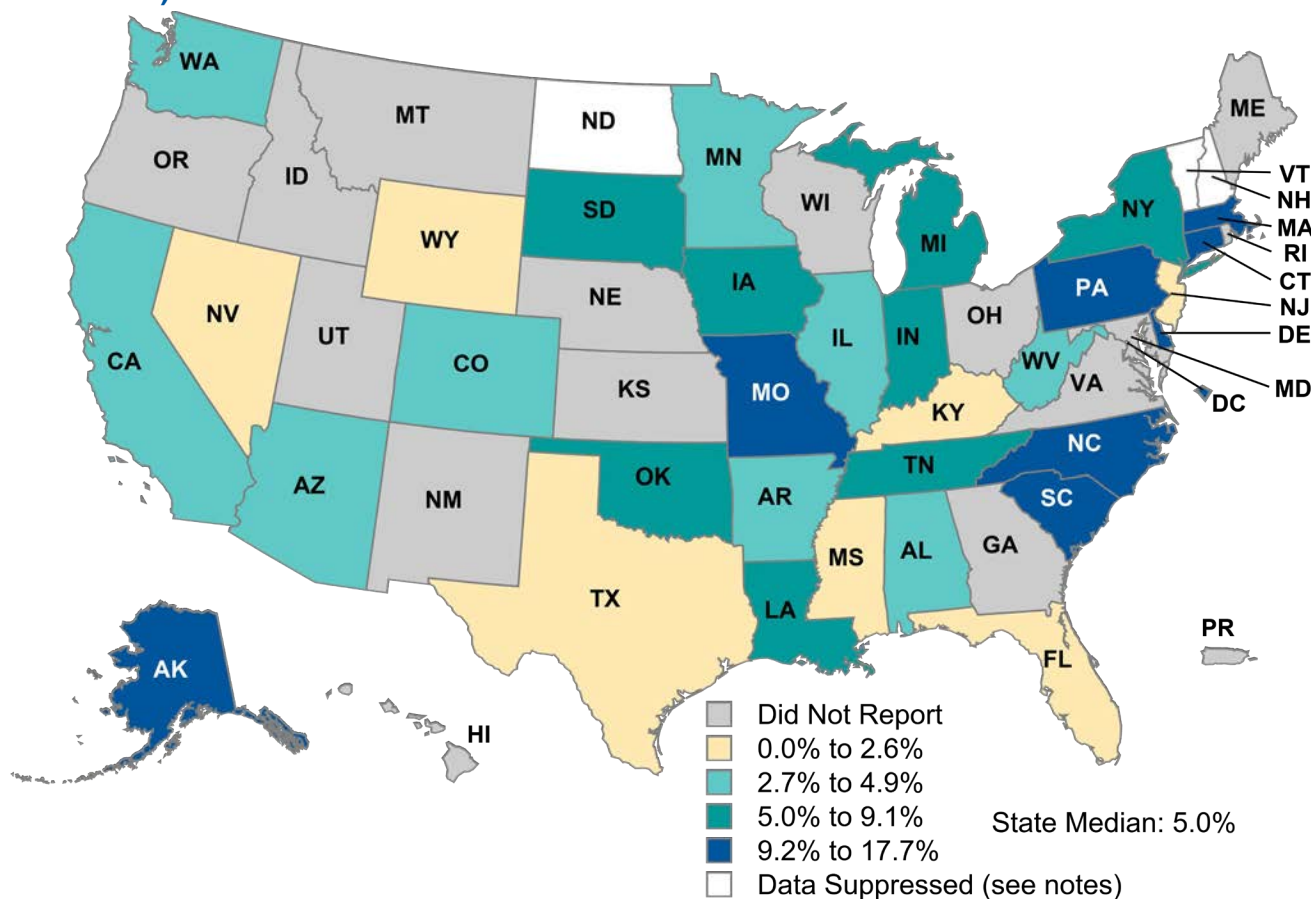 WA
MT
ND
MN
ME
OR
ID
WI
VT
NH
SD
NY
MA
WY
MI
RI
CT
IA
PA
NE
NJ
NV
OH
DE
UT
IL
IN
CA
CO
WV
VA
MD
KS
MO
DC
KY
NC
TN
OK
AZ
NM
AR
SC
GA
AL
MS
TX
LA
PR
FL
AK
HI
Did Not Report
0.0% to 2.6%
2.7% to 4.9%
5.0% to 9.1%
State Median: 5.0%
9.2% to 17.7%
Data Suppressed (see notes)